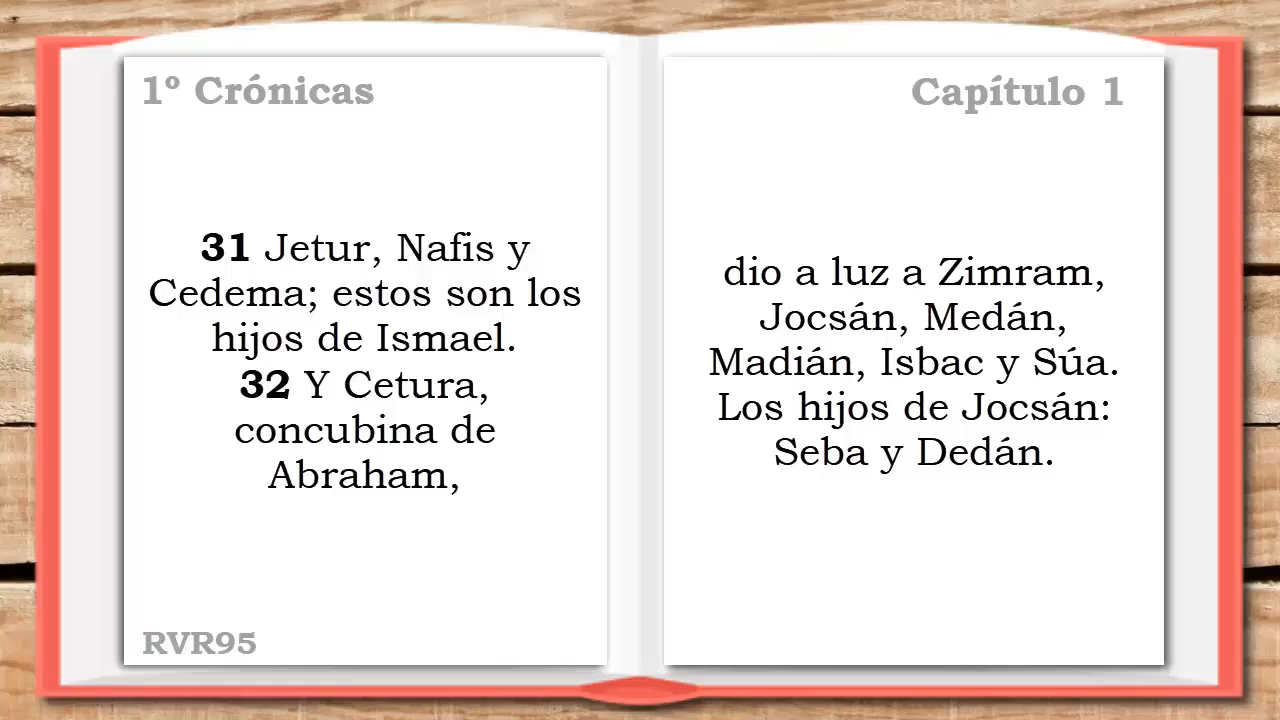 1º Crónicas
31 Jetur, Nafis y
Cedema; estos son los
hijos de Ismael.
32 Y Cetura,
concubina de
Abraham,
RVR95
Capítulo 1
dio a luz a Zimram,
Jocsán, Medán,
Madián, Isbac y Súa.
Los hijos de Jocsán:
Seba y Dedán.